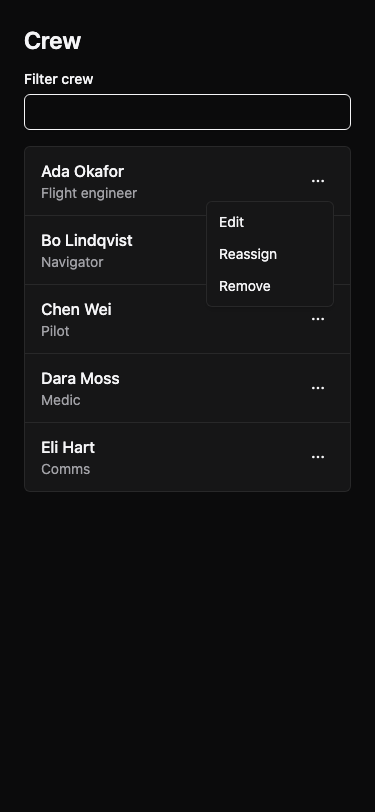 Crew
Filter crew
Ada Okafor
Flight engineer
Edit
Reassign
Remove
Bo Lindqvist
Navigator
Chen Wei
Pilot
Dara Moss
Medic
Eli Hart
Comms